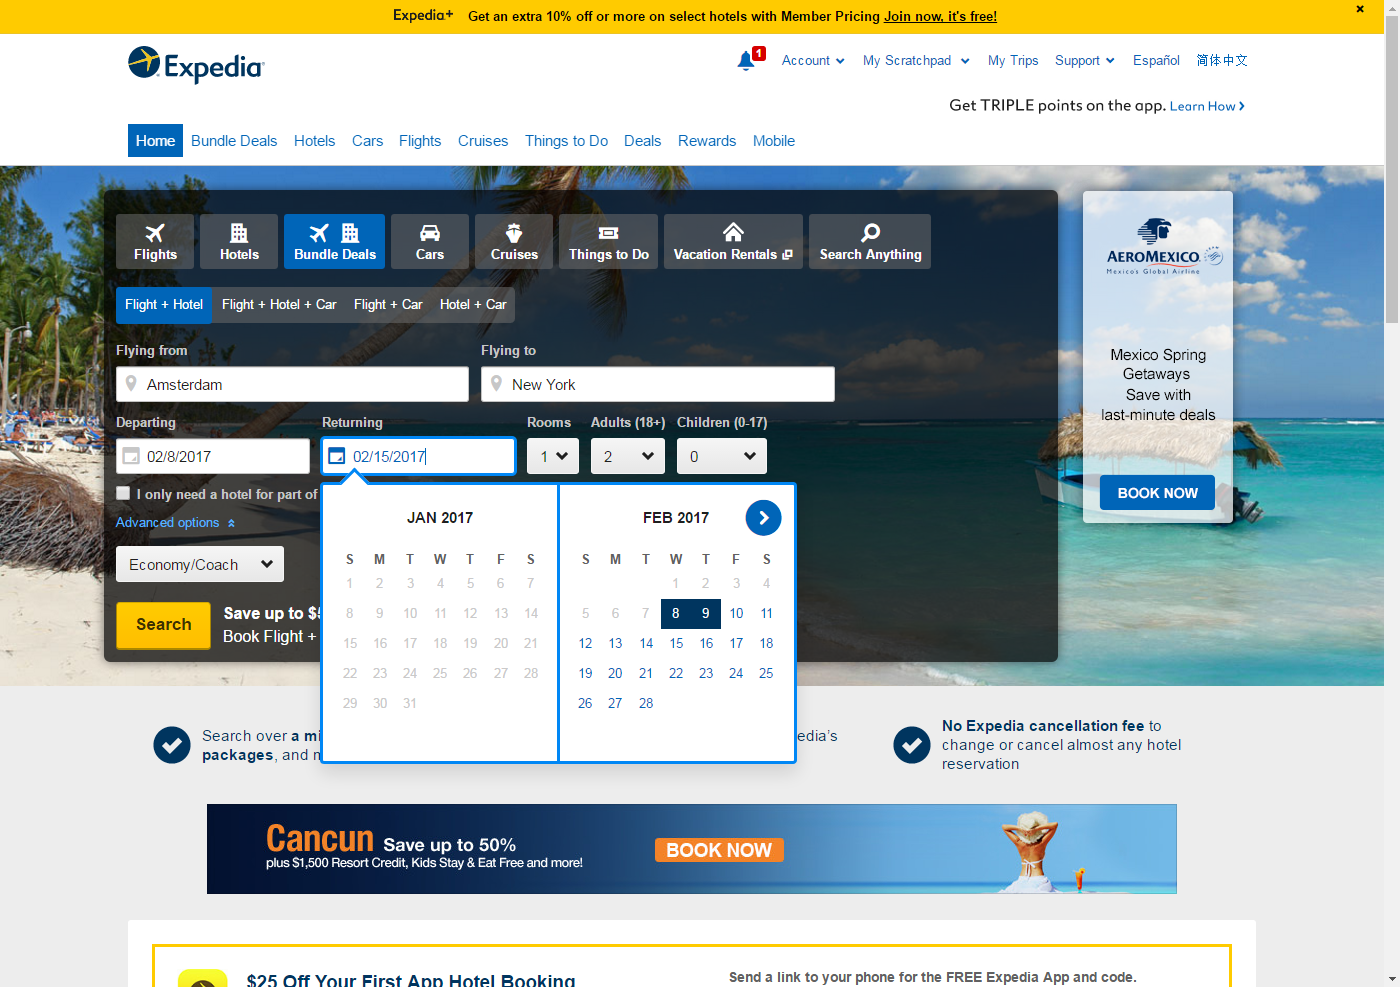 Expedia+ Get an extra 10% off or more on select hotels with Member Pricing Join now, it's free!
Expedia
1 Account My Scratchpad My Trips Support Español 简体中文
Get TRIPLE points on the app. Learn How
Home Bundle Deals Hotels Cars Flights Cruises Things to Do Deals Rewards Mobile
Flights Hotels Bundle Deals Cars Cruises Things to Do Vacation Rentals Search Anything
Flight + Hotel Flight + Hotel + Car Flight + Car Hotel + Car
Flying from Flying to
Amsterdam New York
Departing Returning Rooms Adults (18+) Children (0-17)
02/8/2017 02/15/2017 1 2 0
I only need a hotel for part of
Advanced options
Economy/Coach
Search
Save up to $5
Book Flight +
JAN 2017
S M T W T F S
1 2 3 4 5 6 7
8 9 10 11 12 13 14
15 16 17 18 19 20 21
22 23 24 25 26 27 28
29 30 31
FEB 2017
S M T W T F S
1 2 3 4
5 6 7 8 9 10 11
12 13 14 15 16 17 18
19 20 21 22 23 24 25
26 27 28
AEROMEXICO
Mexico's Global Airline
Mexico Spring
Getaways
Save with
last-minute deals
BOOK NOW
Search over a mi
packages, and m
pedia's
No Expedia cancellation fee to
change or cancel almost any hotel
reservation
Cancun Save up to 50%
plus $1,500 Resort Credit, Kids Stay & Eat Free and more!
BOOK NOW
$25 Off Your First App Hotel Booking
Send a link to your phone for the FREE Expedia App and code.